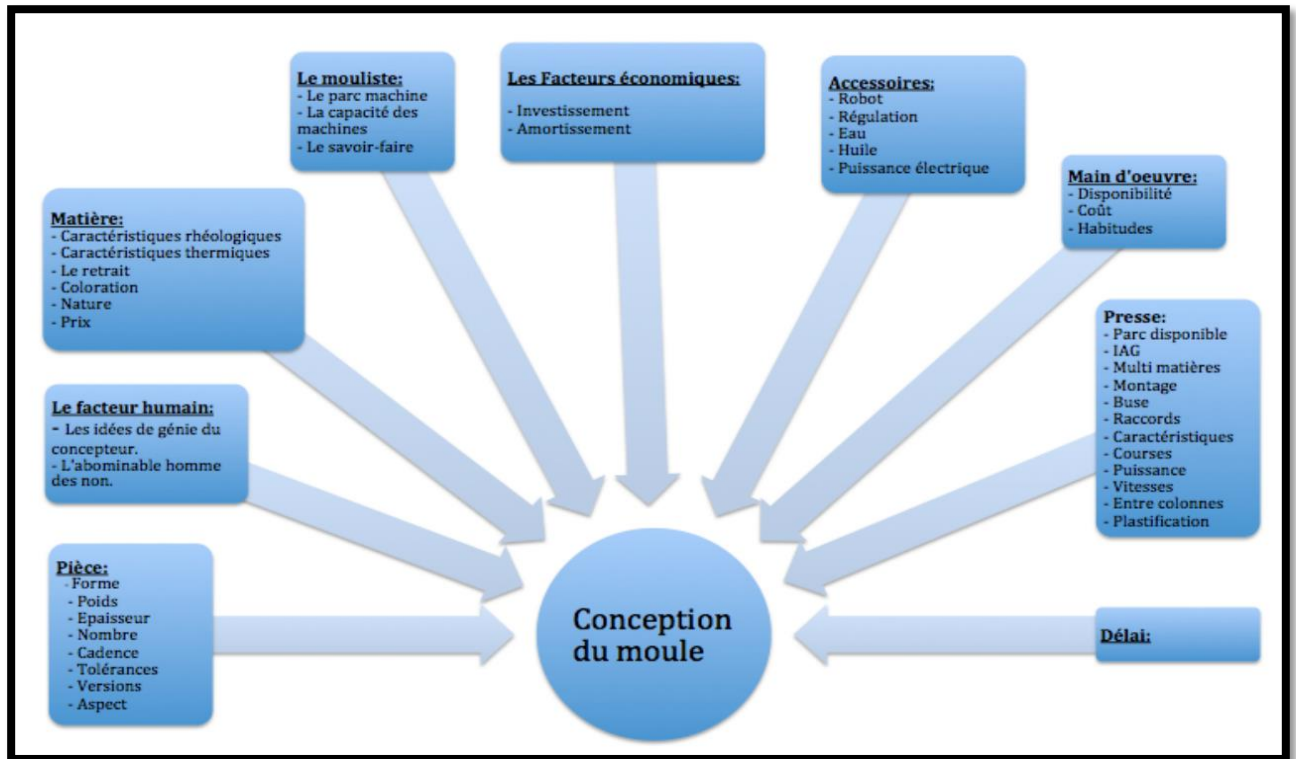 Le mouliste:
- Le parc machine
- La capacité des
machines
- Le savoir-faire
Les Facteurs économiques:
- Investissement
- Amortissement
Accessoires:
- Robot
- Régulation
- Eau
- Huile
- Puissance électrique
Main d'oeuvre:
- Disponibilité
- Coût
- Habitudes
Matière:
- Caractéristiques rhéologiques
- Caractéristiques thermiques
- Le retrait
- Coloration
- Nature
- Prix
Presse:
- Parc disponible
- IAG
- Multi matières
- Montage
- Buse
- Raccords
- Caractéristiques
- Courses
- Puissance
- Vitesses
- Entre colonnes
- Plastification
Le facteur humain:
- Les idées de génie du
concepteur.
- L'abominable homme
des non.
Pièce:
- Forme
- Poids
- Epaisseur
- Nombre
- Cadence
- Tolérances
- Versions
- Aspect
Conception
du moule
Délai: